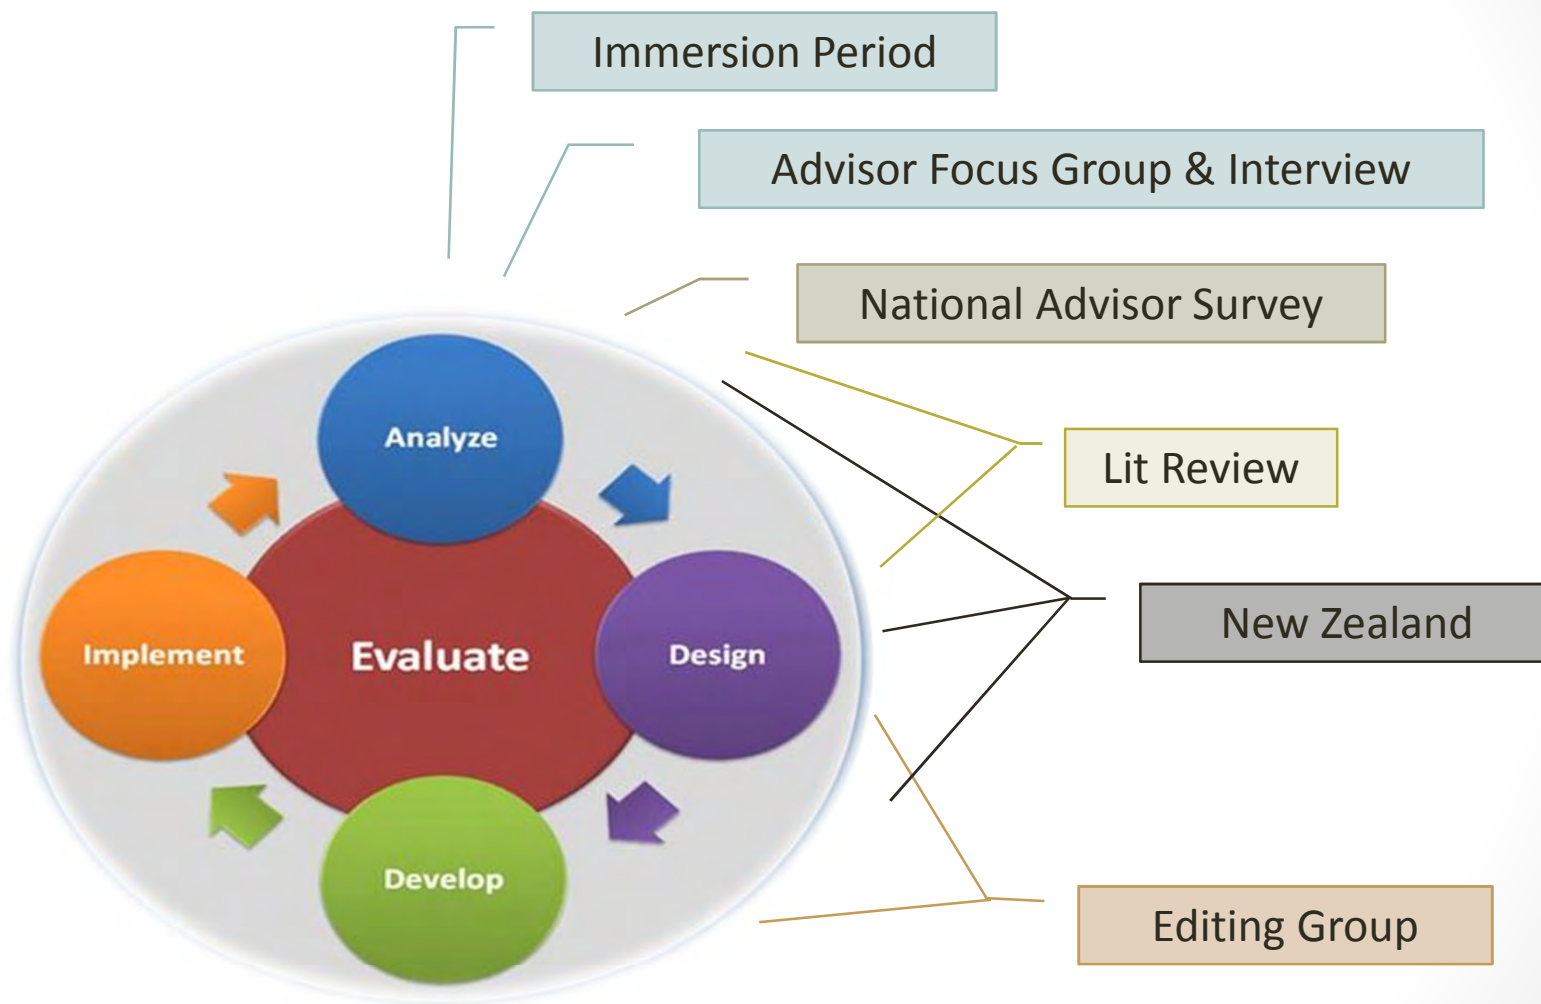 Immersion Period
Advisor Focus Group & Interview
National Advisor Survey
Analyze
Lit Review
New Zealand
Implement
Evaluate
Design
Develop
Editing Group